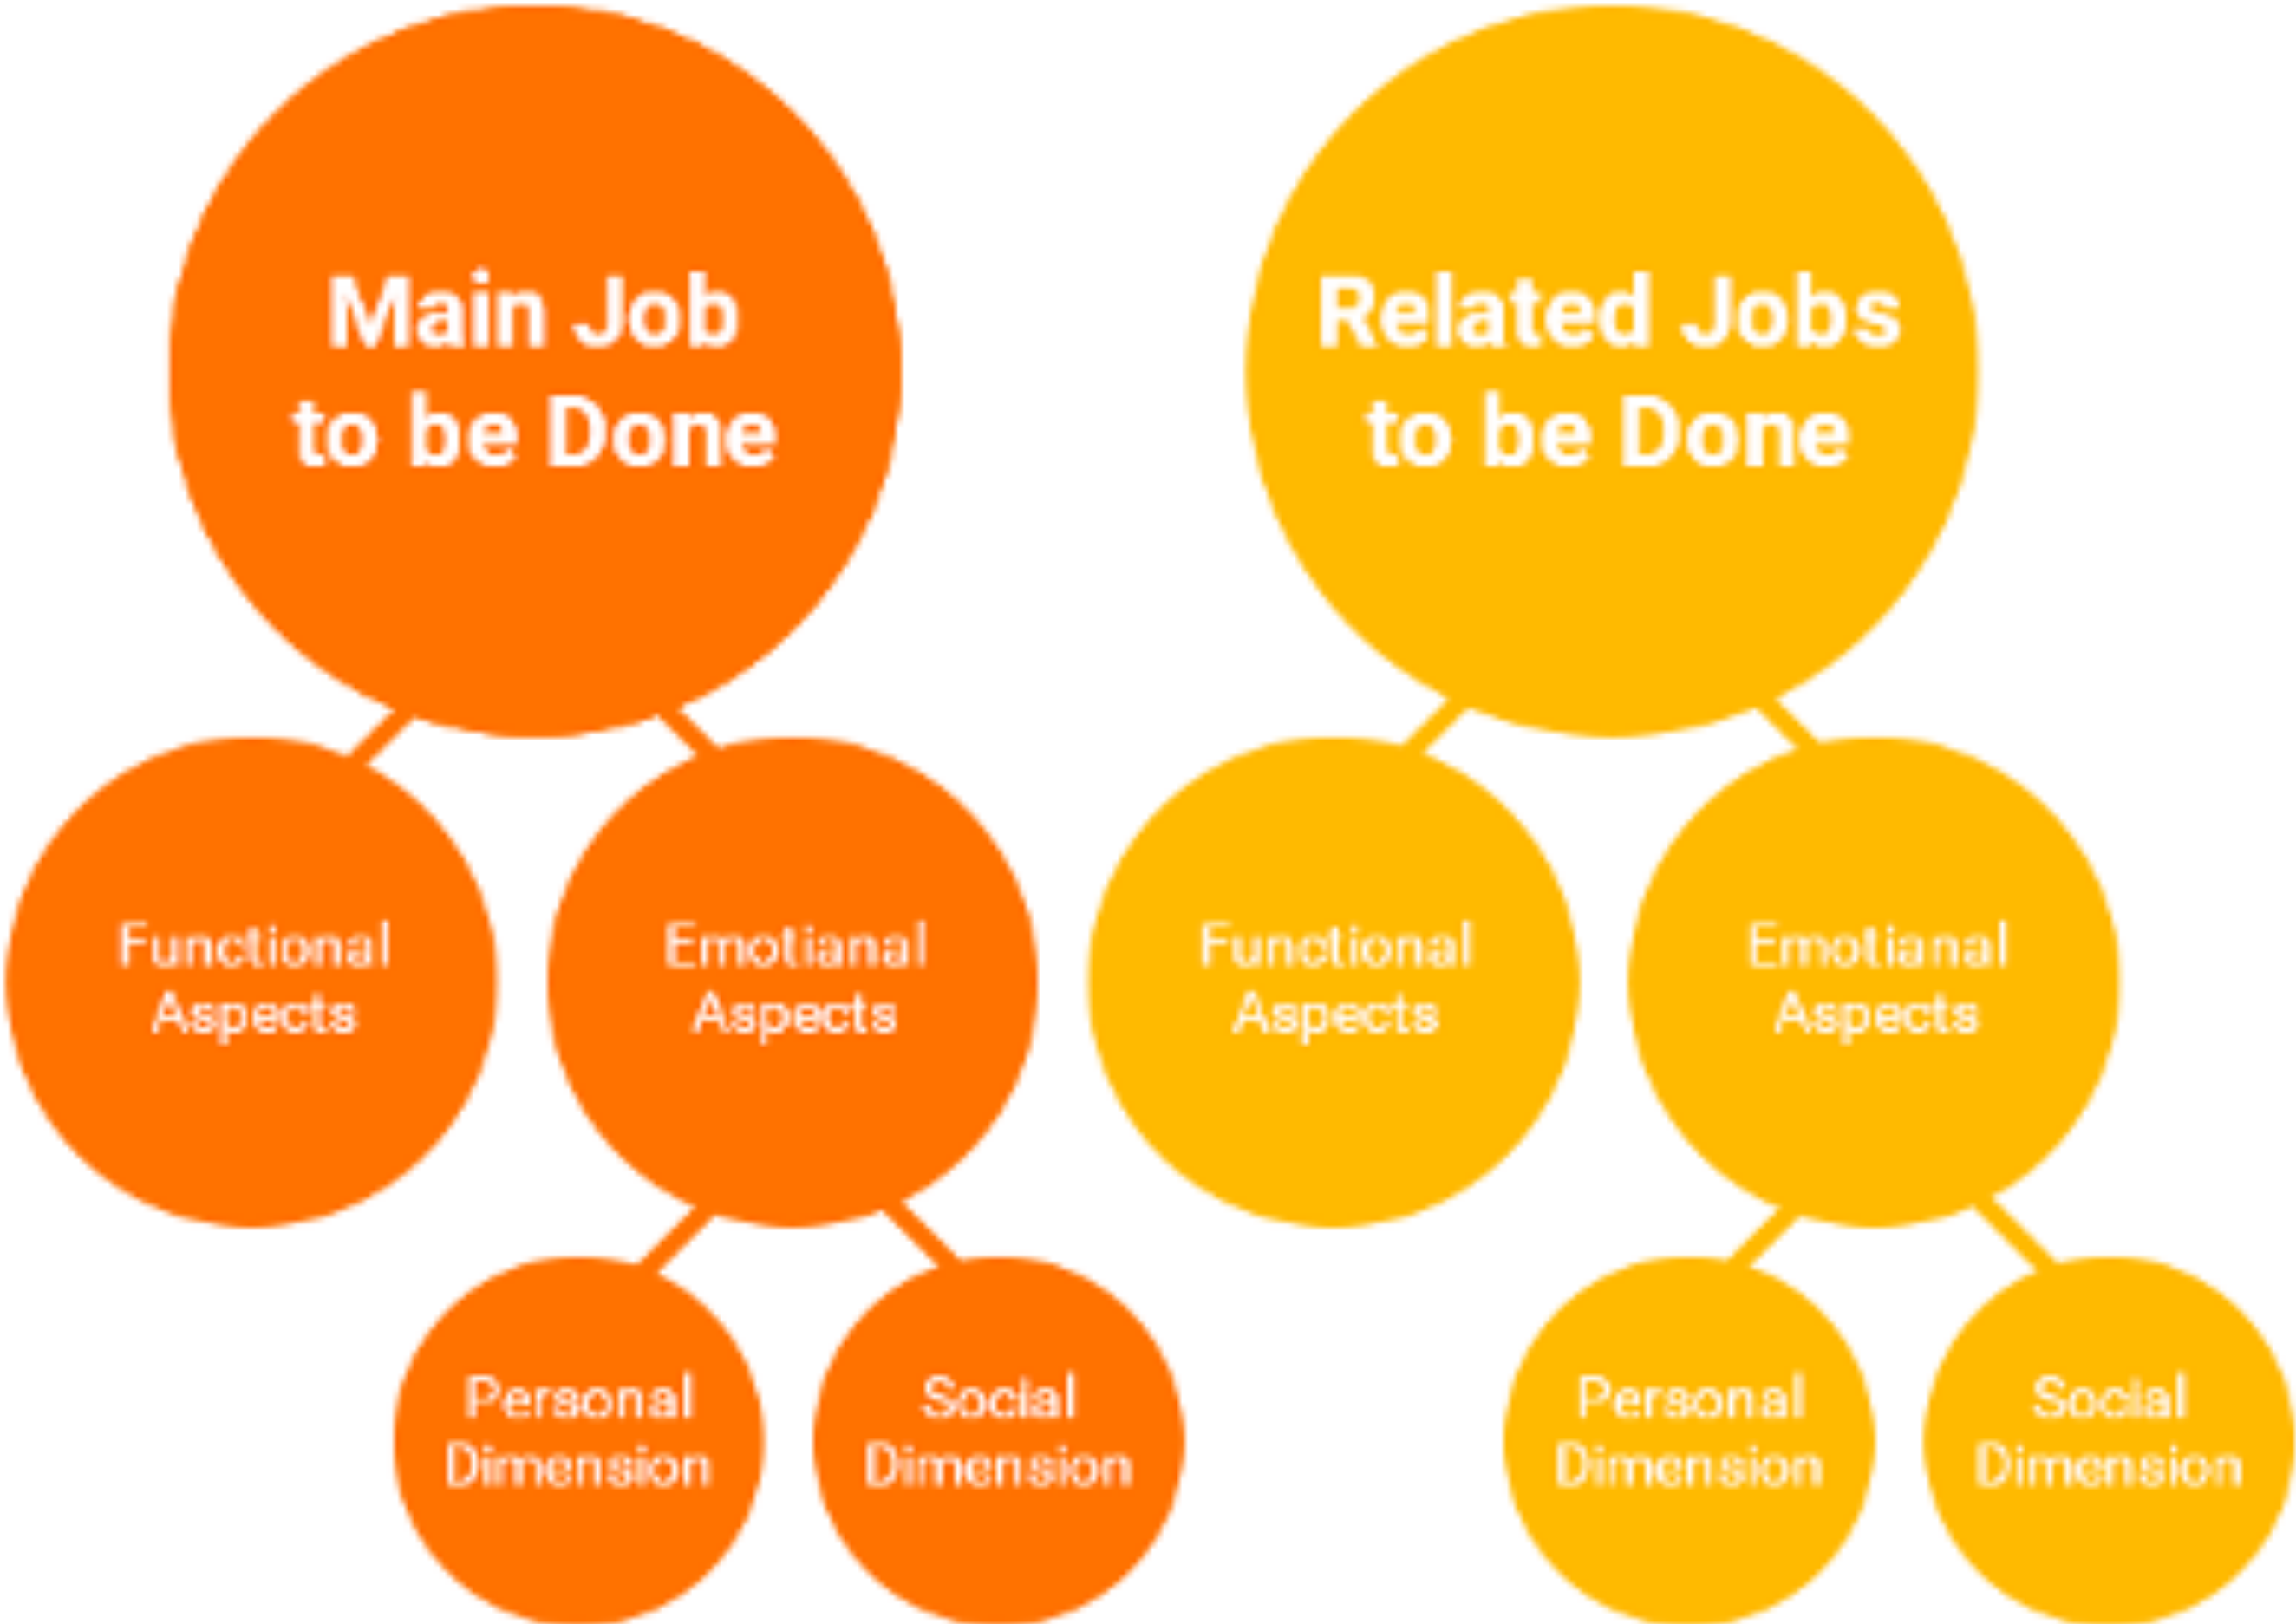 Main Job
to be Done
Related Jobs
to be Done
Functional
Aspects
Emotianal
Aspects
Functional
Aspects
Emotianal
Aspects
Personal
Dimension
Social
Dimension
Personal
Dimension
Social
Dimension